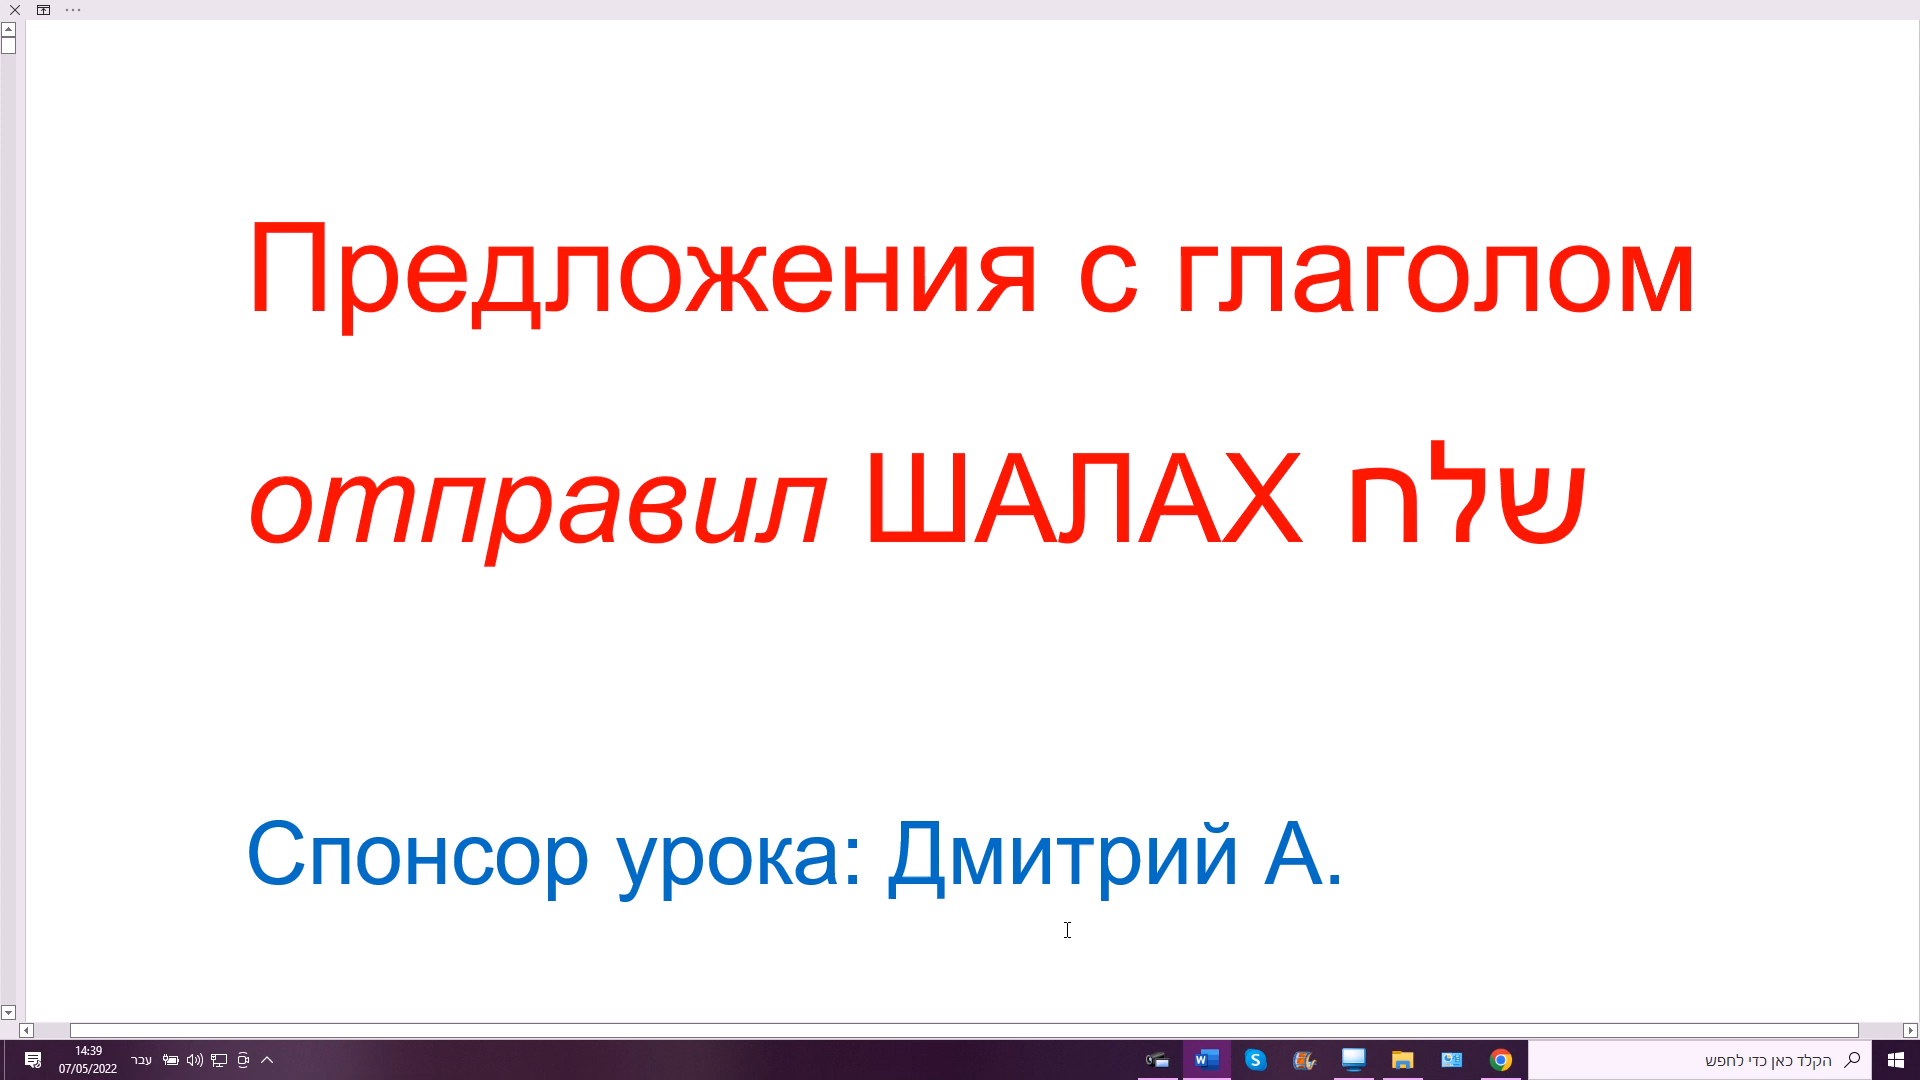 Предложения с глаголом
отправил ШАЛАХ שלח
Спонсор урока: Дмитрий А.
14:39
07/05/2022
עבר
הקלד כאן כדי לחפש